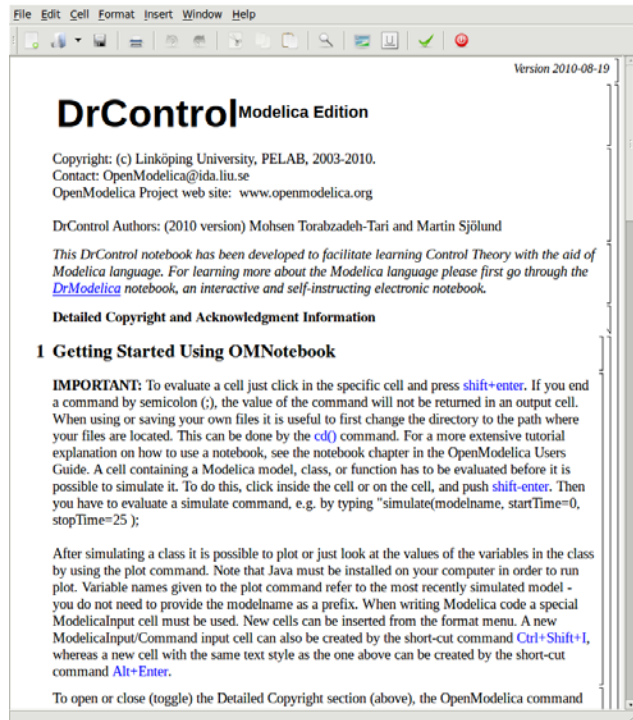 File Edit Cell Format Insert Window Help
Version 2010-08-19
DrControl Modelica Edition
Copyright: (c) Linköping University, PELAB, 2003-2010.
Contact: OpenModelica@ida.liu.se
OpenModelica Project web site: www.openmodelica.org
DrControl Authors: (2010 version) Mohsen Torabzadeh-Tari and Martin Sjölund
This DrControl notebook has been developed to facilitate learning Control Theory with the aid of
Modelica language. For learning more about the Modelica language please first go through the
DrModelica notebook, an interactive and self-instructing electronic notebook.
Detailed Copyright and Acknowledgment Information
1 Getting Started Using OMNotebook
IMPORTANT: To evaluate a cell just click in the specific cell and press shift+enter. If you end
a command by semicolon (;), the value of the command will not be returned in an output cell.
When using or saving your own files it is useful to first change the directory to the path where
your files are located. This can be done by the cd() command. For a more extensive tutorial
explanation on how to use a notebook, see the notebook chapter in the OpenModelica Users
Guide. A cell containing a Modelica model, class, or function has to be evaluated before it is
possible to simulate it. To do this, click inside the cell or on the cell, and push shift-enter. Then
you have to evaluate a simulate command, e.g. by typing "simulate(modelname, startTime=0,
stopTime=25 );
After simulating a class it is possible to plot or just look at the values of the variables in the class
by using the plot command. Note that Java must be installed on your computer in order to run
plot. Variable names given to the plot command refer to the most recently simulated model -
you do not need to provide the modelname as a prefix. When writing Modelica code a special
ModelicaInput cell must be used. New cells can be inserted from the format menu. A new
ModelicaInput/Command input cell can also be created by the short-cut command Ctrl+Shift+I,
whereas a new cell with the same text style as the one above can be created by the short-cut
command Alt+Enter.
To open or close (toggle) the Detailed Copyright section (above), the OpenModelica command